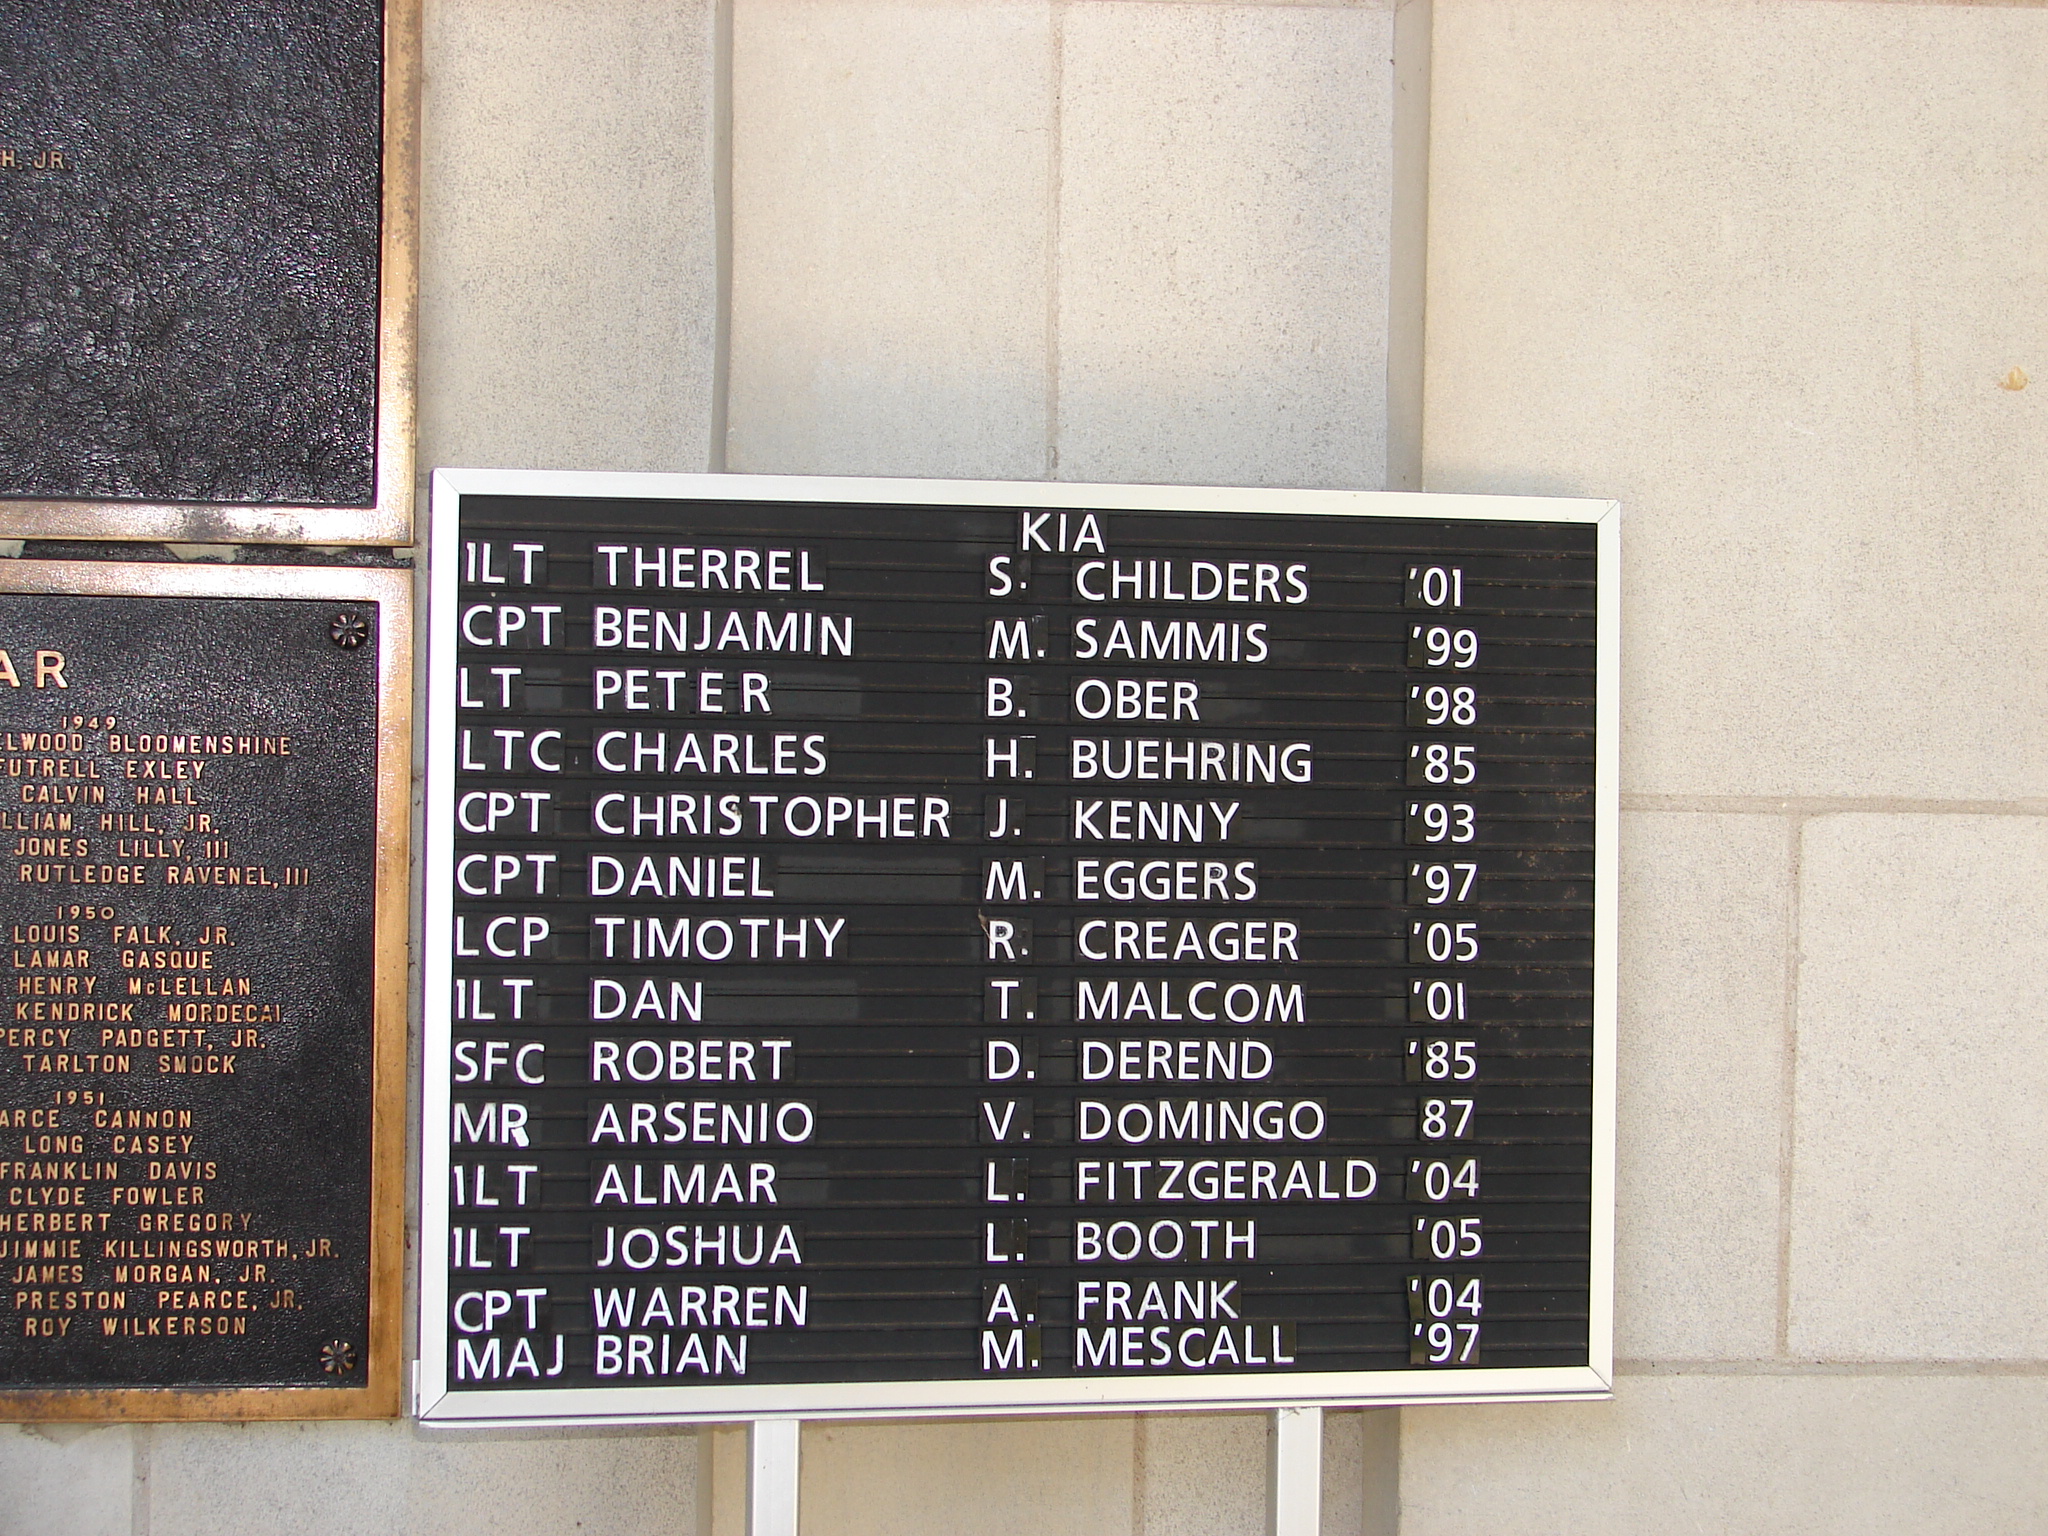 H. JR.
AR
1949
ELWOOD BLOOMENSHINE
FUTRELL EXLEY
CALVIN HALL
LLIAM HILL, JR.
JONES LILLY, III
RUTLEDGE RAVENEL, III
1950
LOUIS FALK, JR.
LAMAR GASQUE
HENRY McLELLAN
KENDRICK MORDECAI
PERCY PADGETT, JR.
TARLTON SMOCK
1951
ARCE CANNON
LONG CASEY
FRANKLIN DAVIS
CLYDE FOWLER
HERBERT GREGORY
JIMMIE KILLINGSWORTH, JR.
JAMES MORGAN, JR.
PRESTON PEARCE, JR.
ROY WILKERSON
KIA
1LT THERREL S. CHILDERS '01
CPT BENJAMIN M. SAMMIS '99
LT PETER B. OBER '98
LTC CHARLES H. BUEHRING '85
CPT CHRISTOPHER J. KENNY '93
CPT DANIEL M. EGGERS '97
LCP TIMOTHY R. CREAGER '05
1LT DAN T. MALCOM '01
SFC ROBERT D. DEREND '85
MR ARSENIO V. DOMINGO 87
1LT ALMAR L. FITZGERALD '04
1LT JOSHUA L. BOOTH '05
CPT WARREN A. FRANK '04
MAJ BRIAN M. MESCALL '97